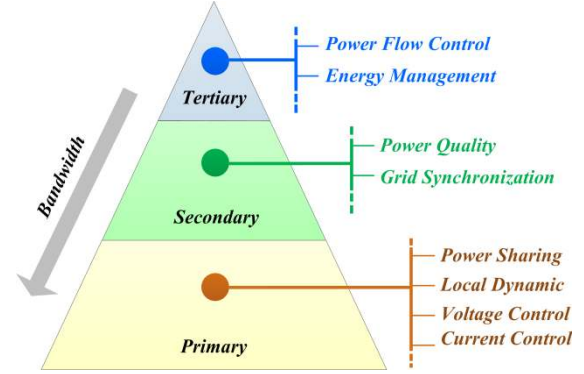 Power Flow Control
Energy Management
Tertiary
Bandwidth
Power Quality
Grid Synchronization
Secondary
Power Sharing
Local Dynamic
Voltage Control
Current Control
Primary